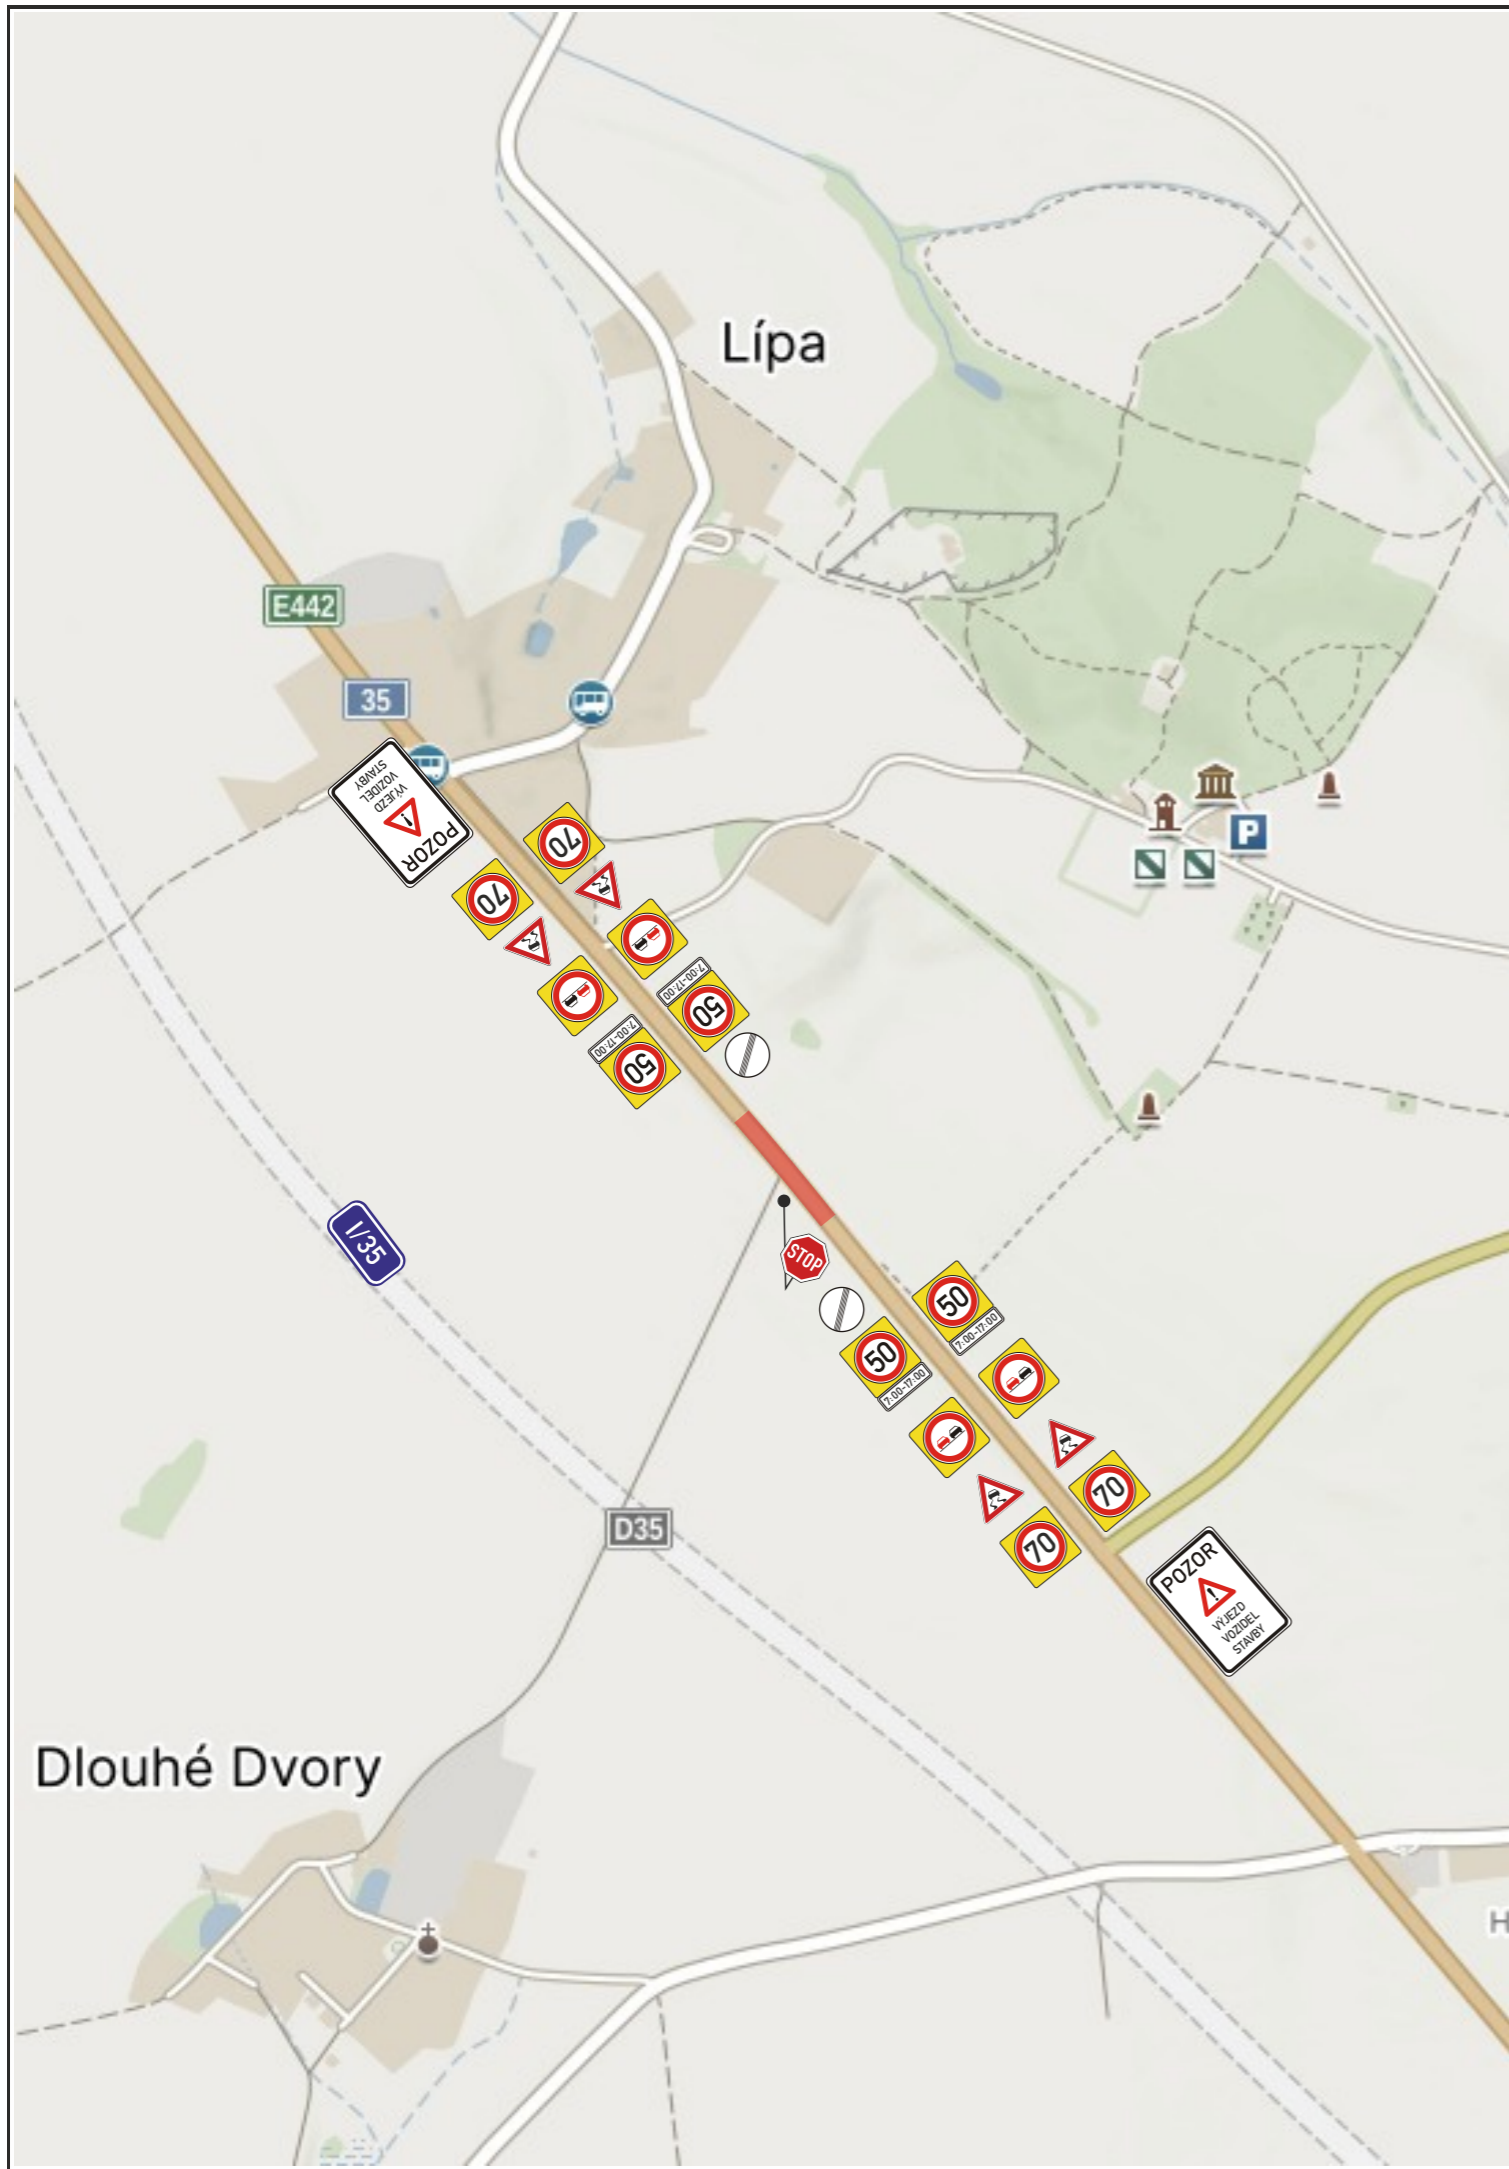 Lípa
E442
35
POZOR
VÝJEZD
VOZIDEL
STAVBY
70
70
7:00-17:00
50
7:00-17:00
50
P
I/35
STOP
50
7:00-17:00
50
7:00-17:00
70
70
D35
POZOR
VÝJEZD
VOZIDEL
STAVBY
Dlouhé Dvory
H